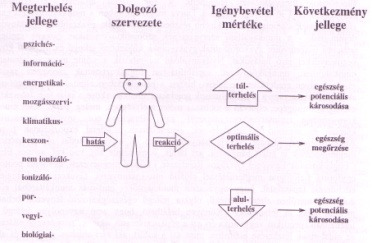 Megterhelés
jellege
Dolgozó
szervezete
Igénybevétel
mértéke
Következmény
jellege
pszichés-
információ-
energetikai-
mozgásszervi-
klimatikus-
keszon-
nem ionizáló-
ionizáló-
por-
vegyi-
biológiai-
hatás
reakció
túl-
terhelés
optimális
terhelés
alul-
terhelés
egészség
potenciális
károsodása
egészség
megőrzése
egészség
potenciális
károsodása